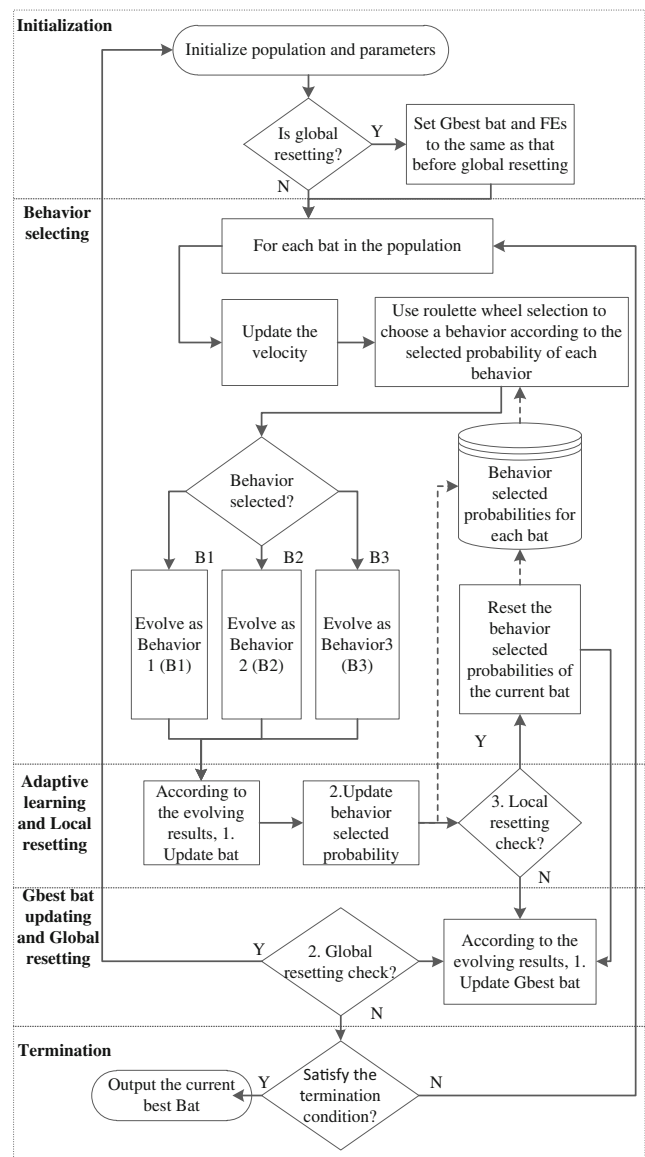 Initialization
Initialize population and parameters
Is global
resetting?
Y
N
Set Gbest bat and FEs
to the same as that
before global resetting
Behavior
selecting
For each bat in the population
Update the
velocity
Use roulette wheel selection to
choose a behavior according to the
selected probability of each
behavior
Behavior
selected?
Behavior
selected
probabilities for
each bat
B1
B2
B3
Evolve as
Behavior
1 (B1)
Evolve as
Behavior
2 (B2)
Evolve as
Behavior3
(B3)
Reset the
behavior
selected
probabilities of
the current bat
Y
Adaptive
learning
and Local
resetting
According to
the evolving
results, 1.
Update bat
2.Update
behavior
selected
probability
3. Local
resetting
check?
N
Gbest bat
updating
and Global
resetting
Y
2. Global
resetting check?
According to the
evolving results, 1.
Update Gbest bat
N
Termination
Output the current
best Bat
Y
Satisfy the
termination
condition?
N